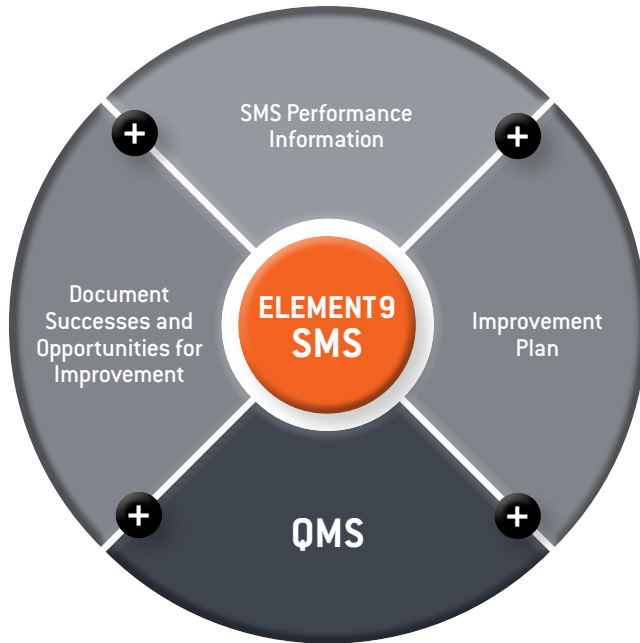 SMS Performance
Information
+
+
Document
Successes and
Opportunities for
Improvement
ELEMENT 9
SMS
Improvement
Plan
+
+
QMS